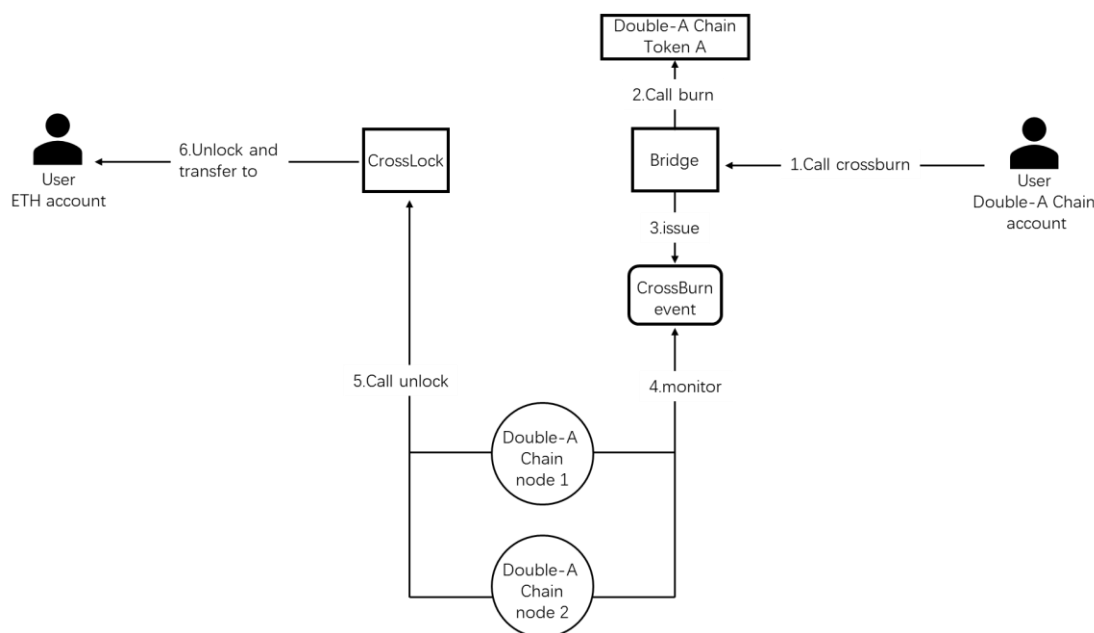 Double-A Chain
Token A
2.Call burn
6.Unlock and
transfer to
CrossLock
Bridge
1.Call crossburn
User
ETH account
User
Double-A Chain
account
3.issue
CrossBurn
event
5.Call unlock
4.monitor
Double-A
Chain
node 1
Double-A
Chain
node 2